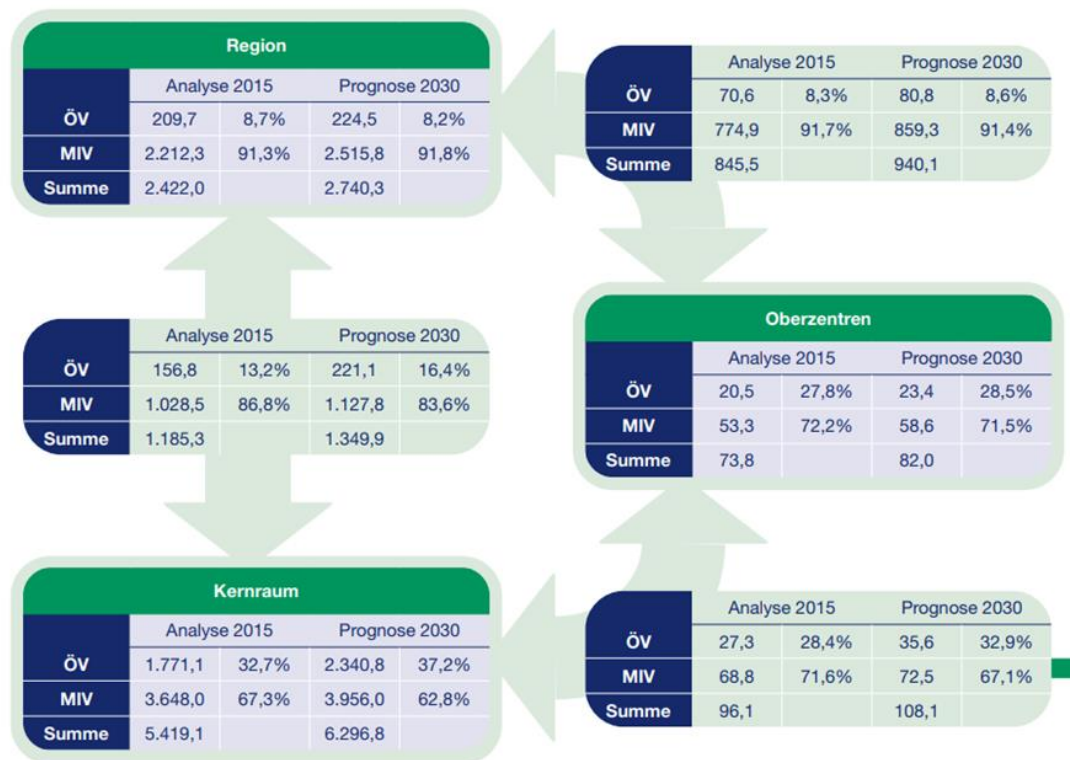 Region
Analyse 2015 Prognose 2030
ÖV 209,7 8,7% 224,5 8,2%
MIV 2.212,3 91,3% 2.515,8 91,8%
Summe 2.422,0 2.740,3
Analyse 2015 Prognose 2030
ÖV 70,6 8,3% 80,8 8,6%
MIV 774,9 91,7% 859,3 91,4%
Summe 845,5 940,1
Analyse 2015 Prognose 2030
ÖV 156,8 13,2% 221,1 16,4%
MIV 1.028,5 86,8% 1.127,8 83,6%
Summe 1.185,3 1.349,9
Oberzentren
Analyse 2015 Prognose 2030
ÖV 20,5 27,8% 23,4 28,5%
MIV 53,3 72,2% 58,6 71,5%
Summe 73,8 82,0
Kernraum
Analyse 2015 Prognose 2030
ÖV 1.771,1 32,7% 2.340,8 37,2%
MIV 3.648,0 67,3% 3.956,0 62,8%
Summe 5.419,1 6.296,8
Analyse 2015 Prognose 2030
ÖV 27,3 28,4% 35,6 32,9%
MIV 68,8 71,6% 72,5 67,1%
Summe 96,1 108,1